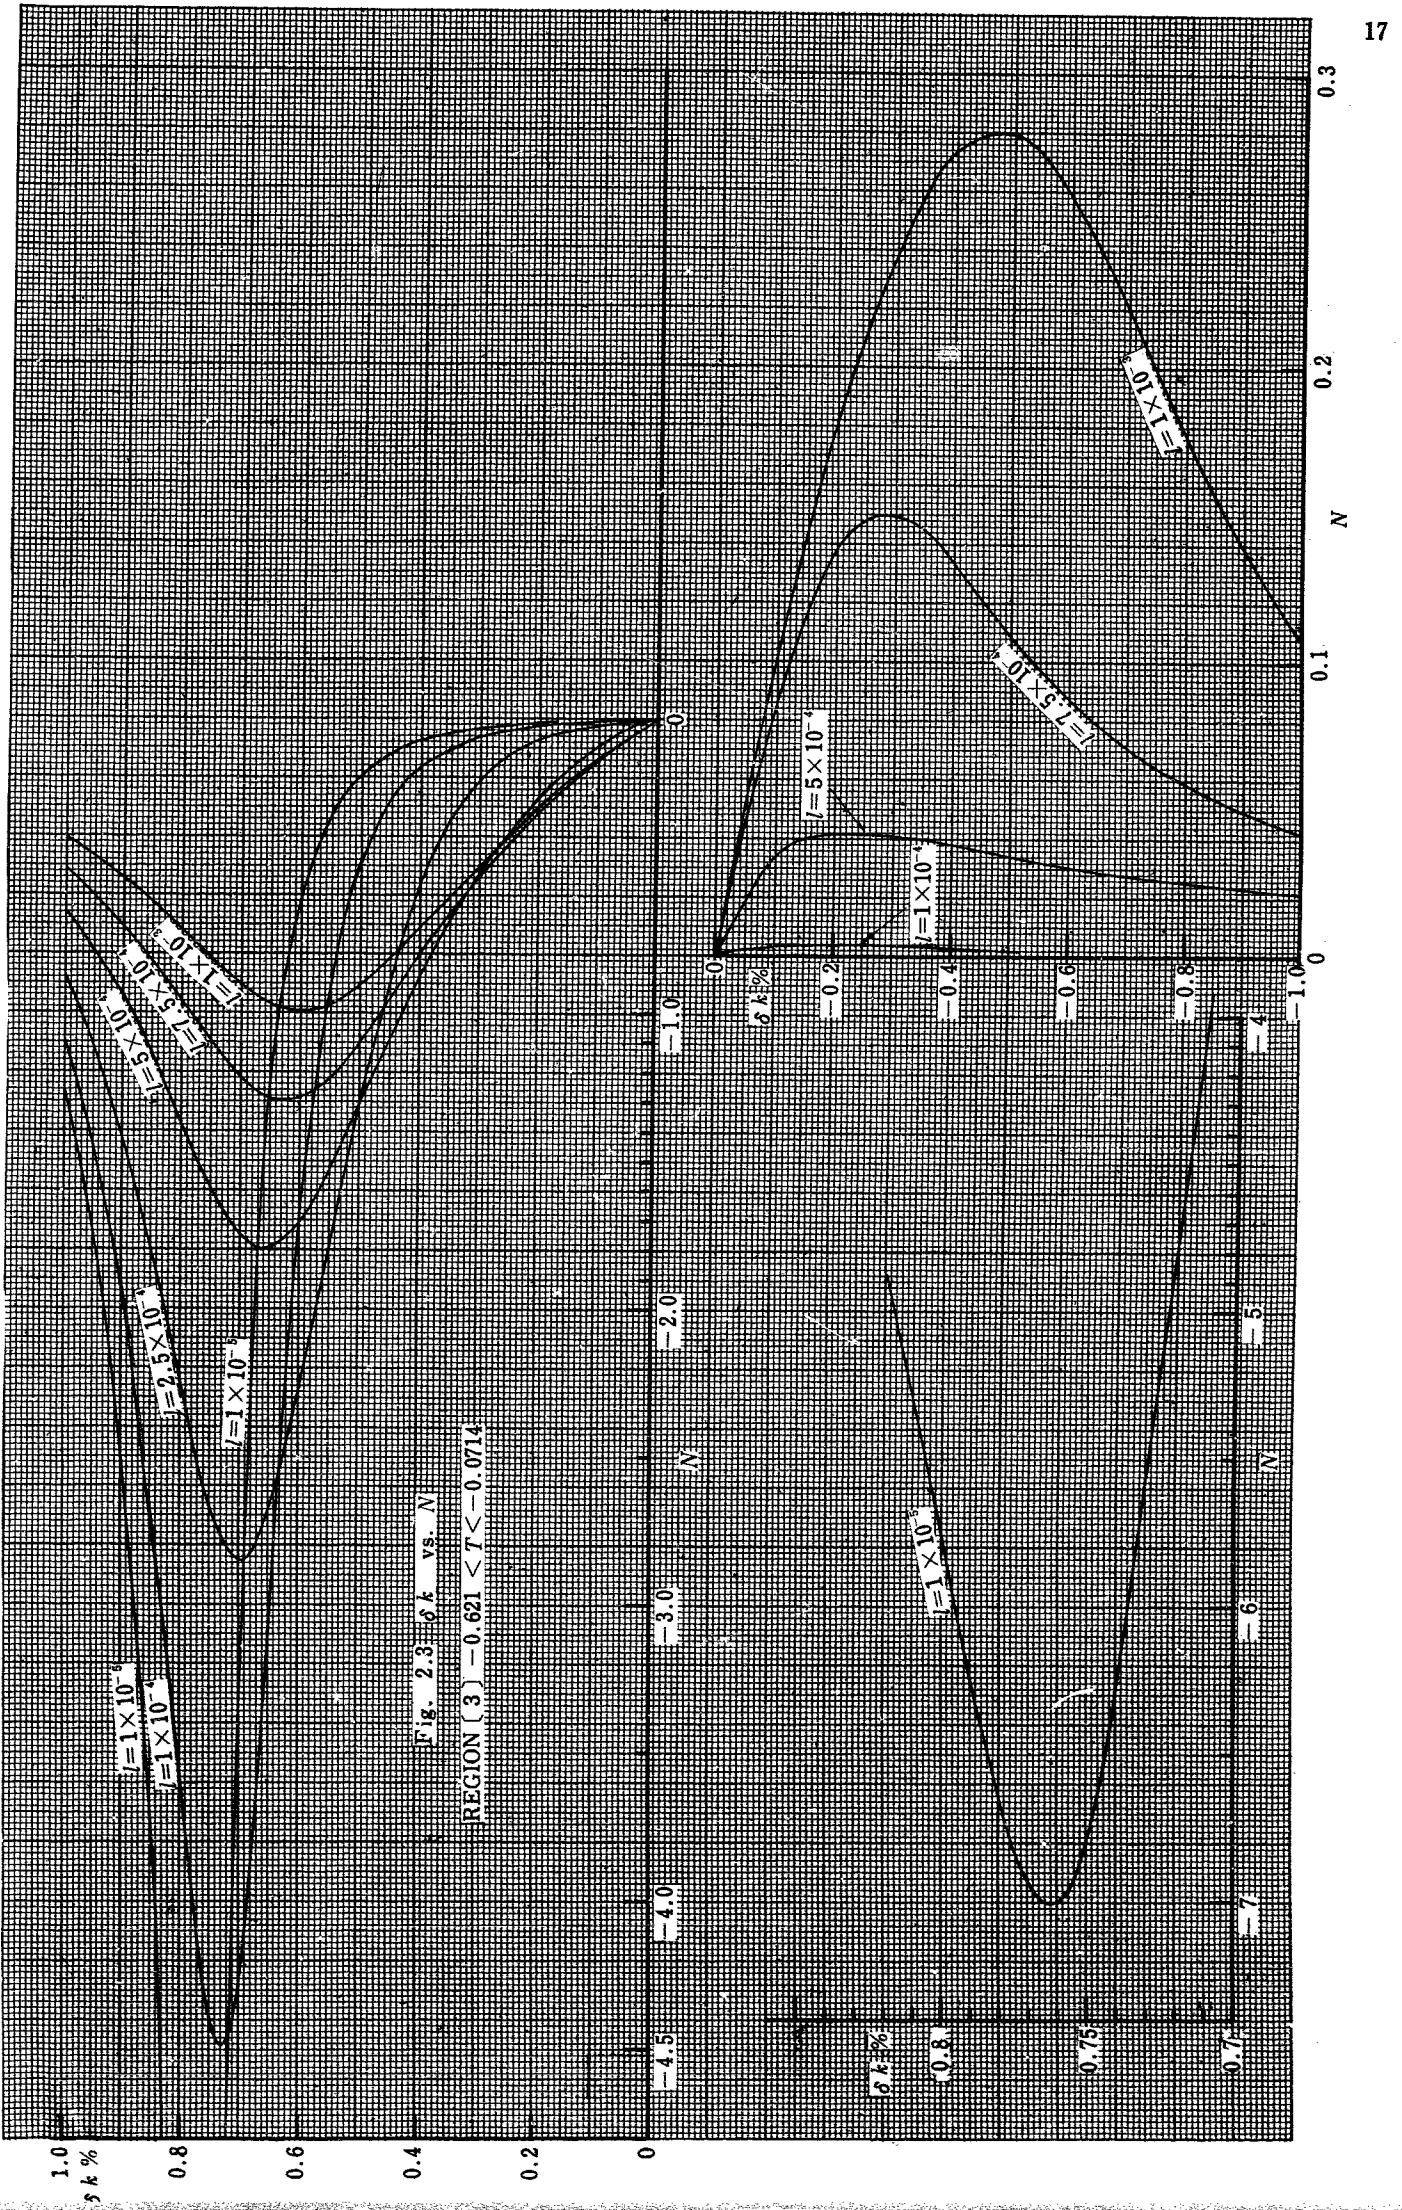 17
1.0
δk%
0.8
0.6
0.4
0.2
0
l=1×10⁻³
l=7.5×10⁻⁴
l=5×10⁻⁴
l=2.5×10⁻⁴
l=1×10⁻⁵
l=1×10⁻⁵
l=1×10⁻⁴
Fig. 2.3 δk vs. N
REGION [3] −0.621 < T < −0.0714
−4.5
−4.0
−3.0
−2.0
−1.0
0
N
δk%
0.8
0.75
0.7
l=1×10⁻⁵
−7
−6
−5
−4
N
0
δk%
−0.2
−0.4
−0.6
−0.8
−1.0
l=1×10⁻⁴
l=5×10⁻⁴
l=7.5×10⁻⁴
l=1×10⁻³
0
0.1
0.2
0.3
N